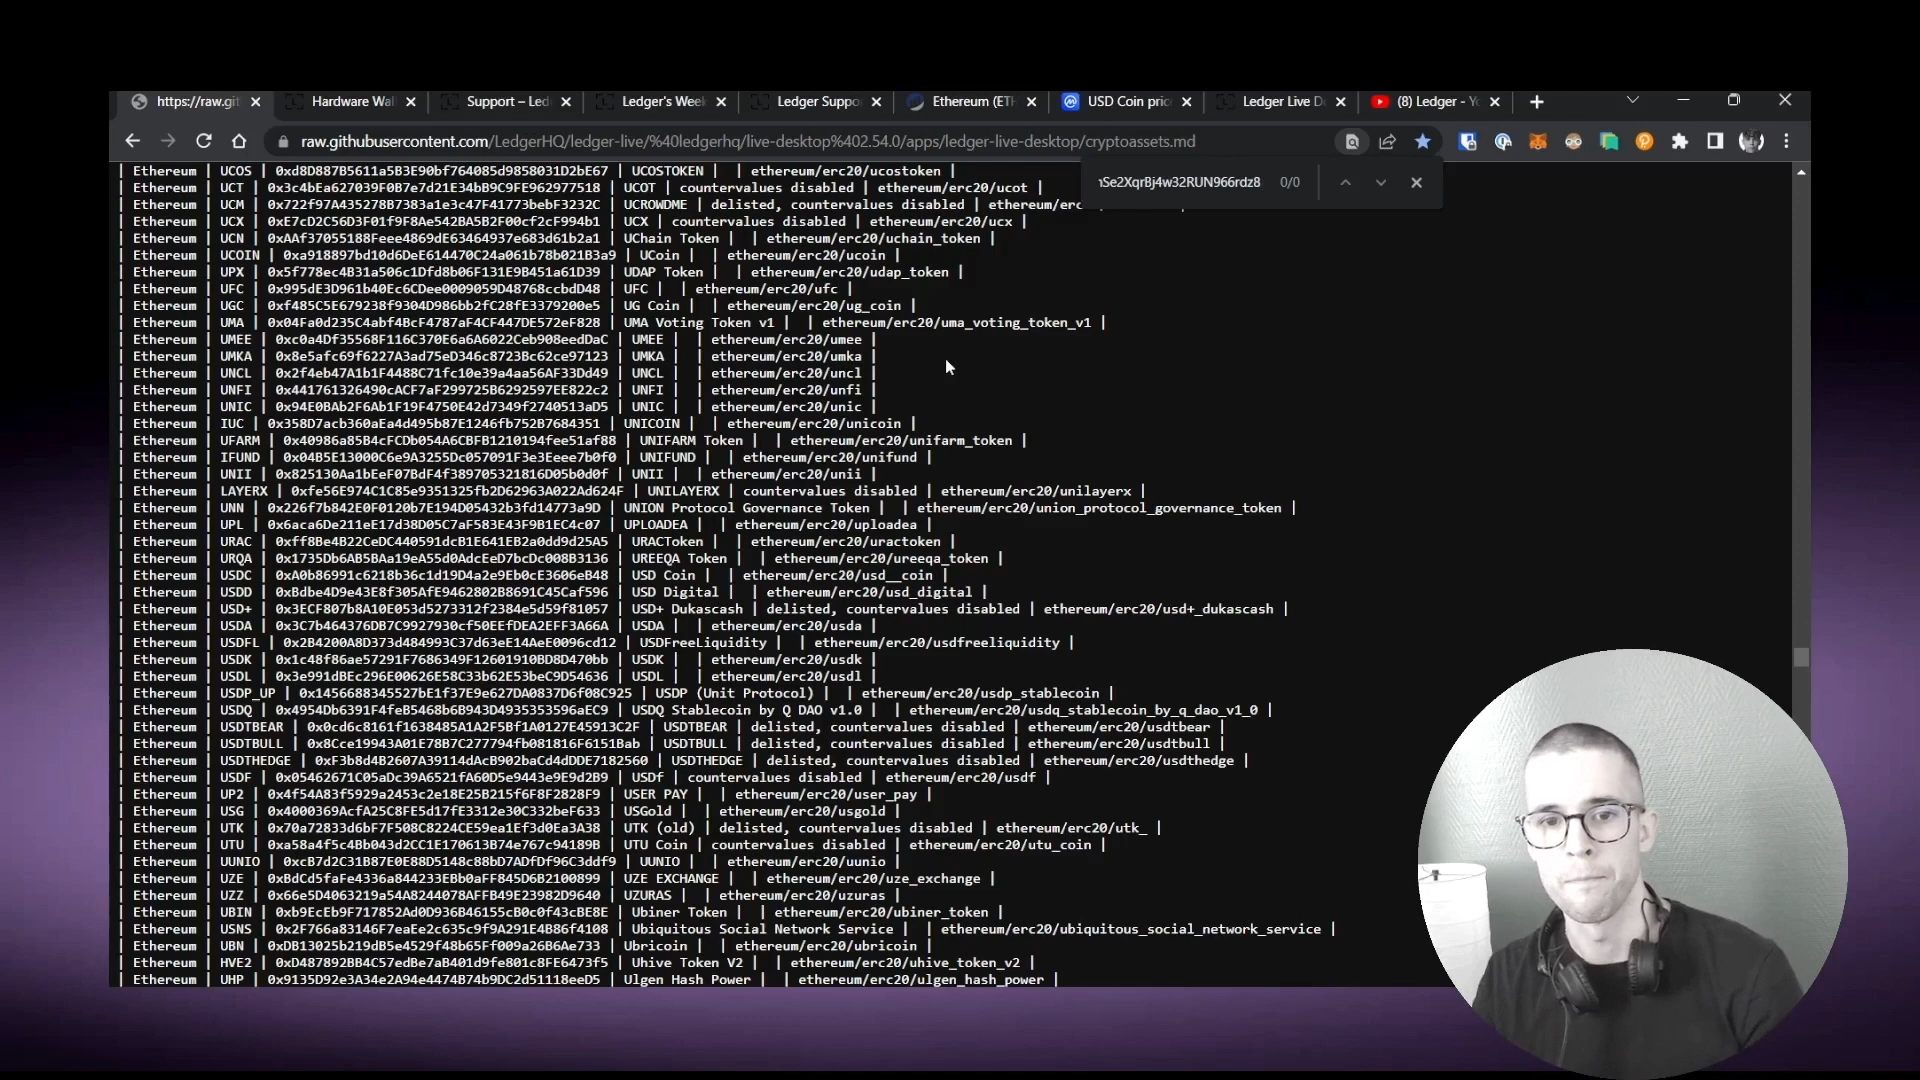 https://raw.git
Hardware Wal
Support – Led
Ledger's Week
Ledger Suppo
Ethereum (ETH
USD Coin pric
Ledger Live D
(8) Ledger - Yo
raw.githubusercontent.com/LedgerHQ/ledger-live/%40ledgerhq/live-desktop%402.54.0/apps/ledger-live-desktop/cryptoassets.md
ıSe2XqrBj4w32RUN966rdz8 0/0
| Ethereum | UCOS | 0xd8D887B5611a5B3E90bf764085d9858031D2bE67 | UCOSTOKEN | | ethereum/erc20/ucostoken |
| Ethereum | UCT | 0x3c4bEa627039F0B7e7d21E34bB9C9FE962977518 | UCOT | countervalues disabled | ethereum/erc20/ucot |
| Ethereum | UCM | 0x722f97A435278B7383a1e3c47F41773bebF3232C | UCROWDME | delisted, countervalues disabled | ethereum/erc
| Ethereum | UCX | 0xE7cD2C56D3F01f9F8Ae542BA5B2F00cf2cF994b1 | UCX | countervalues disabled | ethereum/erc20/ucx |
| Ethereum | UCN | 0xAAf37055188Feee4869dE63464937e683d61b2a1 | UChain Token | | ethereum/erc20/uchain_token |
| Ethereum | UCOIN | 0xa918897bd10d6DeE614470C24a061b78b021B3a9 | UCoin | | ethereum/erc20/ucoin |
| Ethereum | UPX | 0x5f778ec4B31a506c1Dfd8b06F131E9B451a61D39 | UDAP Token | | ethereum/erc20/udap_token |
| Ethereum | UFC | 0x995dE3D961b40Ec6CDee0009059D48768ccbdD48 | UFC | | ethereum/erc20/ufc |
| Ethereum | UGC | 0xf485C5E679238f9304D986bb2fC28fE3379200e5 | UG Coin | | ethereum/erc20/ug_coin |
| Ethereum | UMA | 0x04Fa0d235C4abf4BcF4787aF4CF447DE572eF828 | UMA Voting Token v1 | | ethereum/erc20/uma_voting_token_v1 |
| Ethereum | UMEE | 0xc0a4Df35568F116C370E6a6A6022Ceb908eedDaC | UMEE | | ethereum/erc20/umee |
| Ethereum | UMKA | 0x8e5afc69f6227A3ad75eD346c8723Bc62ce97123 | UMKA | | ethereum/erc20/umka |
| Ethereum | UNCL | 0x2f4eb47A1b1F4488C71fc10e39a4aa56AF33Dd49 | UNCL | | ethereum/erc20/uncl |
| Ethereum | UNFI | 0x441761326490cACF7aF299725B6292597EE822c2 | UNFI | | ethereum/erc20/unfi |
| Ethereum | UNIC | 0x94E0BAb2F6Ab1F19F4750E42d7349f2740513aD5 | UNIC | | ethereum/erc20/unic |
| Ethereum | IUC | 0x358D7acb360aEa4d495b87E1246fb752B7684351 | UNICOIN | | ethereum/erc20/unicoin |
| Ethereum | UFARM | 0x40986a85B4cFCDb054A6CBFB1210194fee51af88 | UNIFARM Token | | ethereum/erc20/unifarm_token |
| Ethereum | IFUND | 0x04B5E13000C6e9A3255Dc057091F3e3Eeee7b0f0 | UNIFUND | | ethereum/erc20/unifund |
| Ethereum | UNII | 0x825130Aa1bEeF07BdF4f389705321816D05b0d0f | UNII | | ethereum/erc20/unii |
| Ethereum | LAYERX | 0xfe56E974C1C85e9351325fb2D62963A022Ad624F | UNILAYERX | countervalues disabled | ethereum/erc20/unilayerx |
| Ethereum | UNN | 0x226f7b842E0F0120b7E194D05432b3fd14773a9D | UNION Protocol Governance Token | | ethereum/erc20/union_protocol_governance_token |
| Ethereum | UPL | 0x6aca6De211eE17d38D05C7aF583E43F9B1EC4c07 | UPLOADEA | | ethereum/erc20/uploadea |
| Ethereum | URAC | 0xff8Be4B22CeDC440591dcB1E641EB2a0dd9d25A5 | URACToken | | ethereum/erc20/uractoken |
| Ethereum | URQA | 0x1735Db6AB5BAa19eA55d0AdcEeD7bcDc008B3136 | UREEQA Token | | ethereum/erc20/ureeqa_token |
| Ethereum | USDC | 0xA0b86991c6218b36c1d19D4a2e9Eb0cE3606eB48 | USD Coin | | ethereum/erc20/usd__coin |
| Ethereum | USDD | 0xBdbe4D9e43E8f305AfE9462802B8691C45Caf596 | USD Digital | | ethereum/erc20/usd_digital |
| Ethereum | USD+ | 0x3ECF807b8A10E053d5273312f2384e5d59f81057 | USD+ Dukascash | delisted, countervalues disabled | ethereum/erc20/usd+_dukascash |
| Ethereum | USDA | 0x3C7b464376DB7C9927930cf50EEfDEA2EFF3A66A | USDA | | ethereum/erc20/usda |
| Ethereum | USDFL | 0x2B4200A8D373d484993C37d63eE14AeE0096cd12 | USDFreeLiquidity | | ethereum/erc20/usdfreeliquidity |
| Ethereum | USDK | 0x1c48f86ae57291F7686349F12601910BD8D470bb | USDK | | ethereum/erc20/usdk |
| Ethereum | USDL | 0x3e991dBEc296E00626E58C33b62E53beC9D54636 | USDL | | ethereum/erc20/usdl |
| Ethereum | USDP_UP | 0x1456688345527bE1f37E9e627DA0837D6f08C925 | USDP (Unit Protocol) | | ethereum/erc20/usdp_stablecoin |
| Ethereum | USDQ | 0x4954Db6391F4feB5468b6B943D4935353596aEC9 | USDQ Stablecoin by Q DAO v1.0 | | ethereum/erc20/usdq_stablecoin_by_q_dao_v1_0 |
| Ethereum | USDTBEAR | 0x0cd6c8161f1638485A1A2F5Bf1A0127E45913C2F | USDTBEAR | delisted, countervalues disabled | ethereum/erc20/usdtbear |
| Ethereum | USDTBULL | 0x8Cce19943A01E78B7C277794fb081816F6151Bab | USDTBULL | delisted, countervalues disabled | ethereum/erc20/usdtbull |
| Ethereum | USDTHEDGE | 0xF3b8d4B2607A39114dAcB902baCd4dDDE7182560 | USDTHEDGE | delisted, countervalues disabled | ethereum/erc20/usdthedge |
| Ethereum | USDF | 0x05462671C05aDc39A6521fA60D5e9443e9E9d2B9 | USDf | countervalues disabled | ethereum/erc20/usdf |
| Ethereum | UP2 | 0x4f54A83f5929a2453c2e18E25B215f6F8F2828F9 | USER PAY | | ethereum/erc20/user_pay |
| Ethereum | USG | 0x4000369AcfA25C8FE5d17fE3312e30C332beF633 | USGold | | ethereum/erc20/usgold |
| Ethereum | UTK | 0x70a72833d6bF7F508C8224CE59ea1Ef3d0Ea3A38 | UTK (old) | delisted, countervalues disabled | ethereum/erc20/utk_ |
| Ethereum | UTU | 0xa58a4f5c4Bb043d2CC1E170613B74e767c94189B | UTU Coin | countervalues disabled | ethereum/erc20/utu_coin |
| Ethereum | UUNIO | 0xcB7d2C31B87E0E88D5148c88bD7ADfDf96C3ddf9 | UUNIO | | ethereum/erc20/uunio |
| Ethereum | UZE | 0xBdCd5faFe4336a844233EBb0aFF845D6B2100899 | UZE EXCHANGE | | ethereum/erc20/uze_exchange |
| Ethereum | UZZ | 0x66e5D4063219a54A8244078AFFB49E23982D9640 | UZURAS | | ethereum/erc20/uzuras |
| Ethereum | UBIN | 0xb9EcEb9F717852Ad0D936B46155cB0c0f43cBE8E | Ubiner Token | | ethereum/erc20/ubiner_token |
| Ethereum | USNS | 0x2F766a83146F7eaEe2c635c9f9A291E4B86f4108 | Ubiquitous Social Network Service | | ethereum/erc20/ubiquitous_social_network_service |
| Ethereum | UBN | 0xDB13025b219dB5e4529f48b65Ff009a26B6Ae733 | Ubricoin | | ethereum/erc20/ubricoin |
| Ethereum | HVE2 | 0xD487892BB4C57edBe7aB401d9fe801c8FE6473f5 | Uhive Token V2 | | ethereum/erc20/uhive_token_v2 |
| Ethereum | UHP | 0x9135D92e3A34e2A94e4474B74b9DC2d51118eeD5 | Ulgen Hash Power | | ethereum/erc20/ulgen_hash_power |